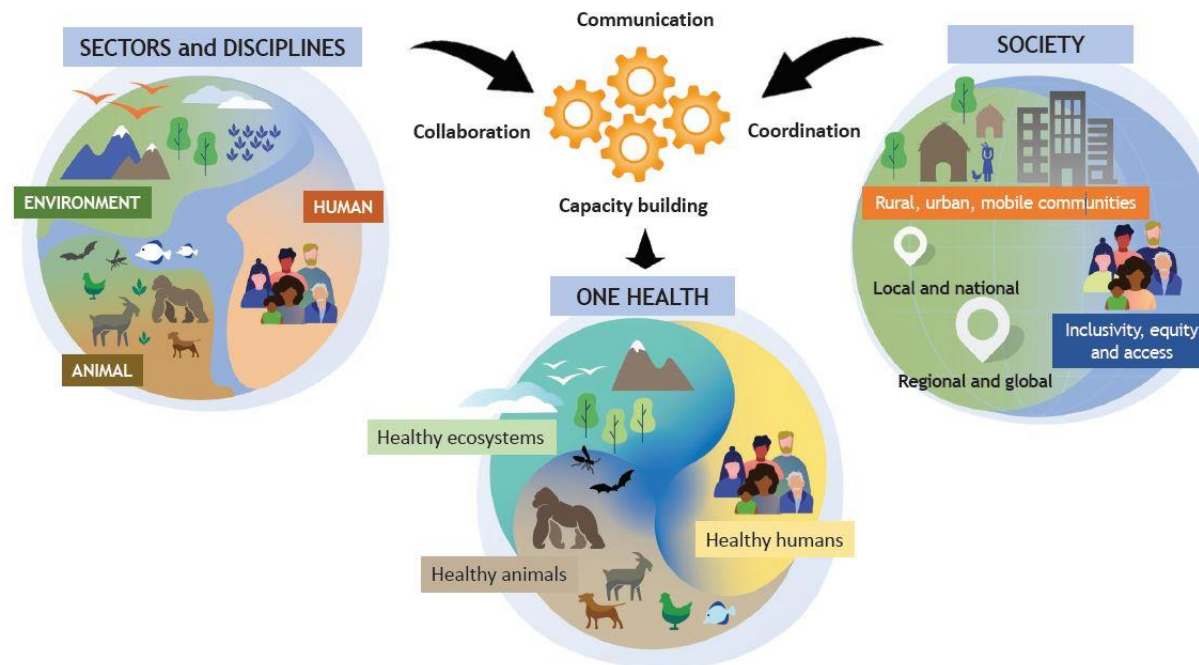 SECTORS and DISCIPLINES
ENVIRONMENT
HUMAN
ANIMAL
Communication
Collaboration
Coordination
Capacity building
SOCIETY
Rural, urban, mobile communities
Local and national
Regional and global
Inclusivity, equity
and access
ONE HEALTH
Healthy ecosystems
Healthy humans
Healthy animals